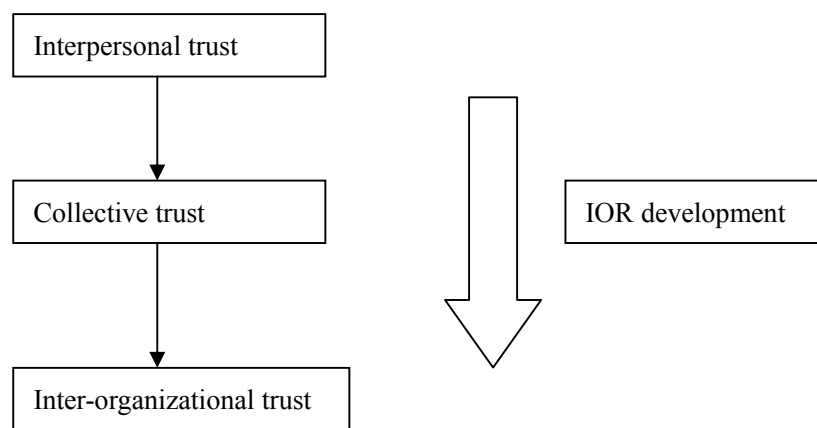 Interpersonal trust
Collective trust
IOR development
Inter-organizational trust